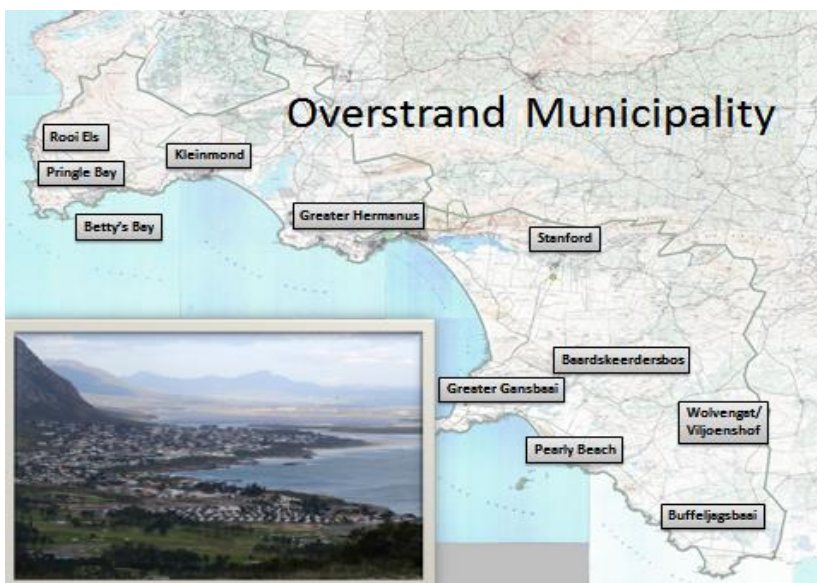 Overstrand Municipality
Rooi Els
Kleinmond
Pringle Bay
Greater Hermanus
Betty's Bay
Stanford
Baardskeerdersbos
Greater Gansbaai
Wolvengat/
Viljoenshof
Pearly Beach
Buffeljagsbaai